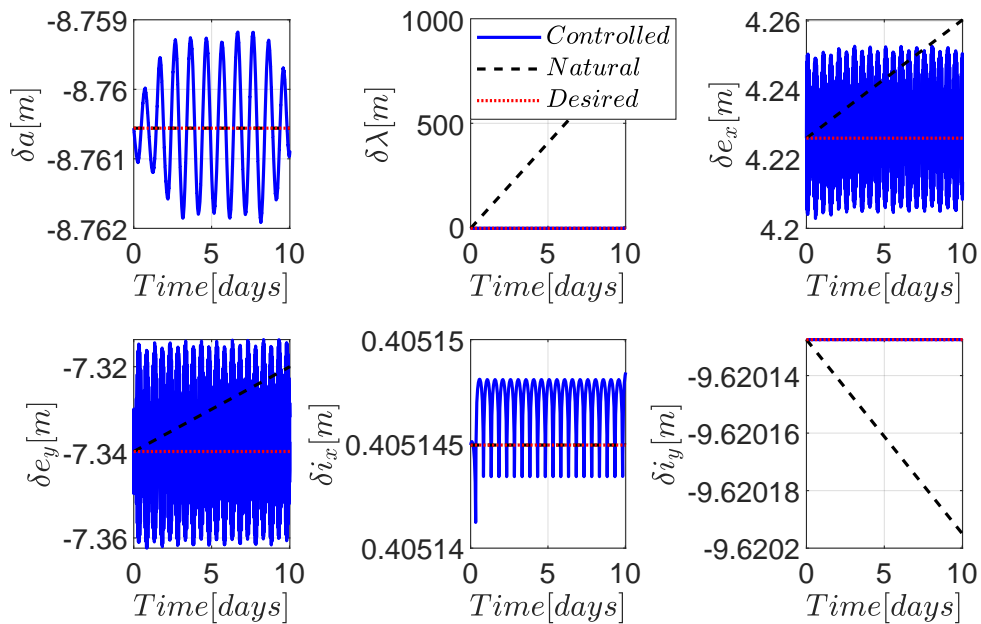 δa[m]
-8.759
-8.76
-8.761
-8.762
0 5 10
Time[days]
δλ[m]
1000
500
0
0 5 10
Time[days]
Controlled
Natural
Desired
δe_x[m]
4.26
4.24
4.22
4.2
0 5 10
Time[days]
δe_y[m]
-7.32
-7.34
-7.36
0 5 10
Time[days]
δi_x[m]
0.40515
0.405145
0.40514
0 5 10
Time[days]
δi_y[m]
-9.62014
-9.62016
-9.62018
-9.6202
0 5 10
Time[days]